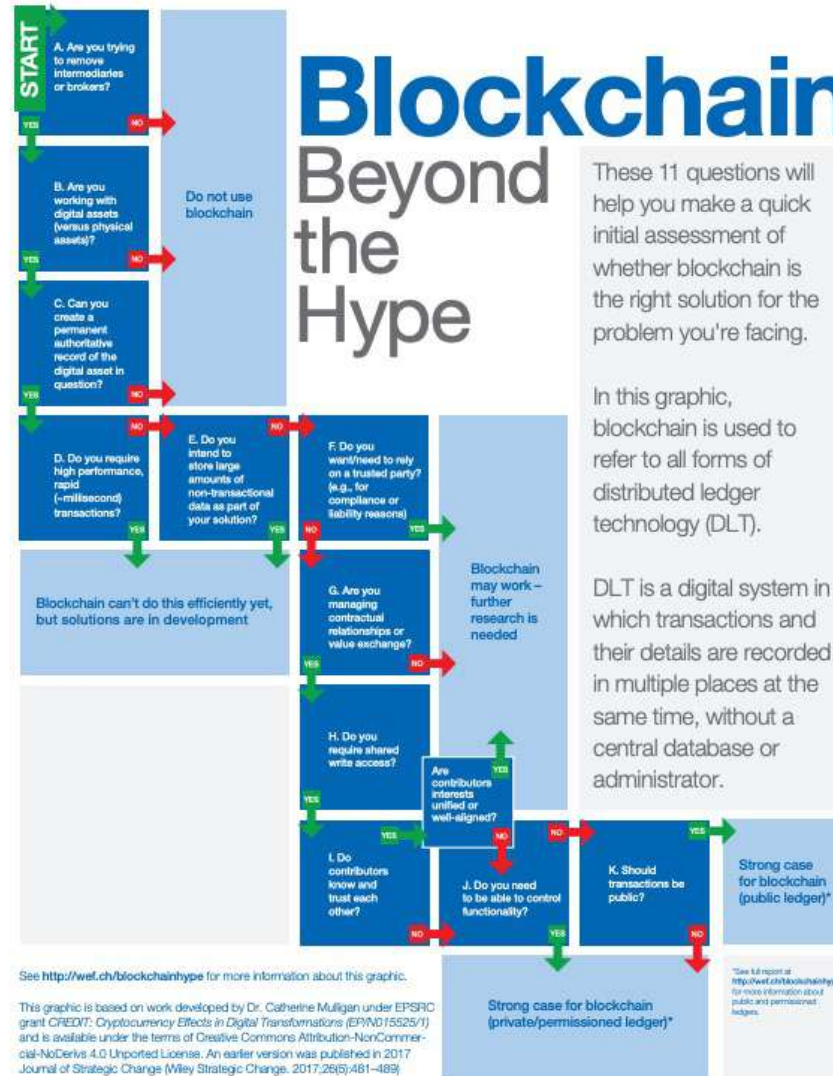 START
A. Are you trying
to remove
intermediaries
or brokers?
YES
NO
B. Are you
working with
digital assets
(versus physical
assets)?
YES
NO
Do not use
blockchain
C. Can you
create a
permanent
authoritative
record of the
digital asset in
question?
YES
NO
Blockchain
Beyond
the
Hype
These 11 questions will
help you make a quick
initial assessment of
whether blockchain is
the right solution for the
problem you're facing.
In this graphic,
blockchain is used to
refer to all forms of
distributed ledger
technology (DLT).
DLT is a digital system in
which transactions and
their details are recorded
in multiple places at the
same time, without a
central database or
administrator.
NO
D. Do you require
high performance,
rapid
(~millisecond)
transactions?
YES
NO
E. Do you
intend to
store large
amounts of
non-transactional
data as part of
your solution?
YES
F. Do you
want/need to rely
on a trusted party?
(e.g., for
compliance or
liability reasons)
NO
YES
Blockchain can't do this efficiently yet,
but solutions are in development
G. Are you
managing
contractual
relationships or
value exchange?
YES
NO
Blockchain
may work –
further
research is
needed
H. Do you
require shared
write access?
YES
Are
contributors
interests
unified or
well-aligned?
YES
NO
YES
I. Do
contributors
know and
trust each
other?
NO
NO
J. Do you need
to be able to control
functionality?
YES
YES
K. Should
transactions be
public?
NO
Strong case
for blockchain
(public ledger)*
Strong case for blockchain
(private/permissioned ledger)*
*See full report at
http://wef.ch/blockchainhype
for more information about
public and permissioned
ledgers.
See http://wef.ch/blockchainhype for more information about this graphic.
This graphic is based on work developed by Dr. Catherine Mulligan under EPSRC
grant CREDIT: Cryptocurrency Effects in Digital Transformations (EP/N015525/1)
and is available under the terms of Creative Commons Attribution-NonCommer-
cial-NoDerivs 4.0 Unported License. An earlier version was published in 2017
Journal of Strategic Change (Wiley Strategic Change. 2017;26(5):481–489)